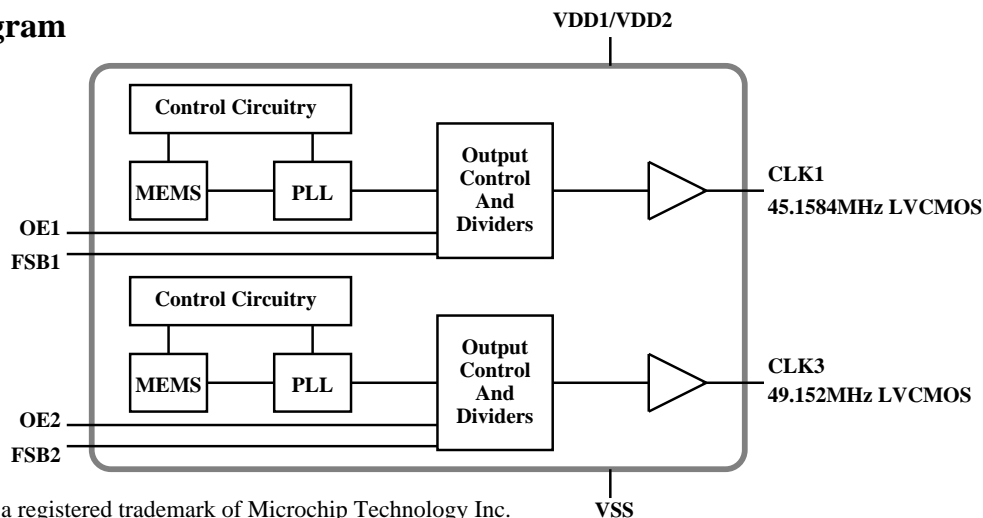 gram
VDD1/VDD2
Control Circuitry
MEMS
PLL
Output
Control
And
Dividers
CLK1
45.1584MHz LVCMOS
OE1
FSB1
Control Circuitry
MEMS
PLL
Output
Control
And
Dividers
CLK3
49.152MHz LVCMOS
OE2
FSB2
a registered trademark of Microchip Technology Inc.
VSS